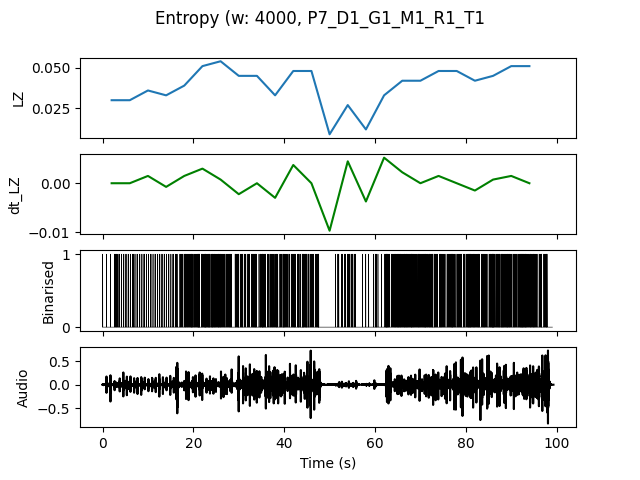 Entropy (w: 4000, P7_D1_G1_M1_R1_T1
LZ
0.050
0.025
dt_LZ
0.00
−0.01
Binarised
1
0
Audio
0.5
0.0
−0.5
0 20 40 60 80 100
Time (s)